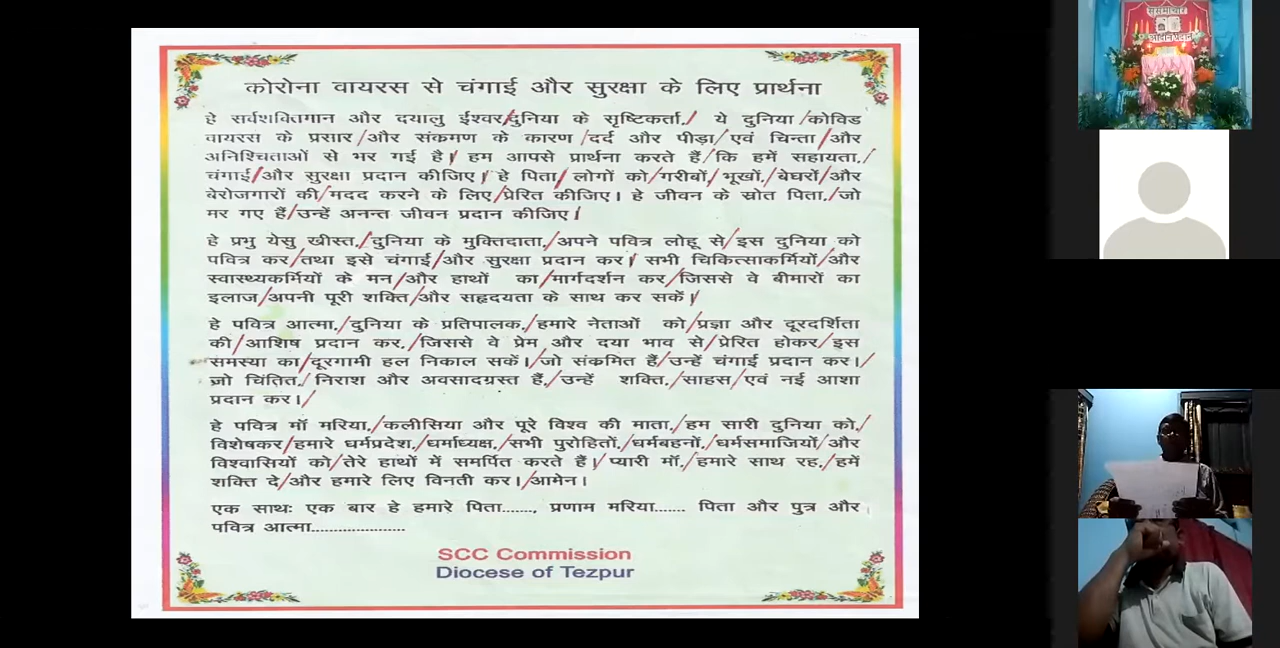 कोरोना वायरस से चंगाई और सुरक्षा के लिए प्रार्थना
हे सर्वशक्तिमान और दयालु ईश्वर/दुनिया के सृष्टिकर्ता,/ ये दुनिया/कोविड
वायरस के प्रसार/और संकमण के कारण/दर्द और पीड़ा/एवं चिन्ता/और
अनिश्चिताओं से भर गई है।/ हम आपसे प्रार्थना करते हैं/कि हमें सहायता,/
चंगाई/और सुरक्षा प्रदान कीजिए।/ हे पिता/ लोगों को/गरीबों/ भूखों,/बेघरों/और
बेरोजगारों की/मदद करने के लिए/प्रेरित कीजिए। हे जीवन के स्रोत पिता,/जो
मर गए हैं/उन्हें अनन्त जीवन प्रदान कीजिए।/
हे प्रभु येसु खीस्त,/दुनिया के मुक्तिदाता,/अपने पवित्र लोहू से/इस दुनिया को
पवित्र कर/तथा इसे चंगाई/और सुरक्षा प्रदान कर।/ सभी चिकित्साकर्मियों/और
स्वास्थ्यकर्मियों के मन/और हाथों का/मार्गदर्शन कर/जिससे वे बीमारों का
इलाज/अपनी पूरी शक्ति/और सहृदयता के साथ कर सकें।/
हे पवित्र आत्मा,/दुनिया के प्रतिपालक,/हमारे नेताओं को/प्रज्ञा और दूरदर्शिता
की/आशिष प्रदान कर,/जिससे वे प्रेम और दया भाव से/प्रेरित होकर/इस
समस्या का/दूरगामी हल निकाल सकें।/जो संकमित हैं/उन्हें चंगाई प्रदान कर।/
जो चिंतित,/निराश और अवसादग्रस्त हैं,/उन्हें शक्ति,/साहस/एवं नई आशा
प्रदान कर।/
हे पवित्र माँ मरिया,/कलीसिया और पूरे विश्व की माता,/हम सारी दुनिया को,/
विशेषकर/हमारे धर्मप्रदेश,/धर्माध्यक्ष,/सभी पुरोहितों,/धर्मबहनों,/धर्मसमाजियों/और
विश्वासियों को/तेरे हाथों में समर्पित करते हैं।/प्यारी माँ,/हमारे साथ रह,/हमें
शक्ति दे/और हमारे लिए विनती कर।/आमेन।
एक साथः एक बार हे हमारे पिता......, प्रणाम मरिया...... पिता और पुत्र और
पवित्र आत्मा....................
SCC Commission
Diocese of Tezpur
सुसमाचार